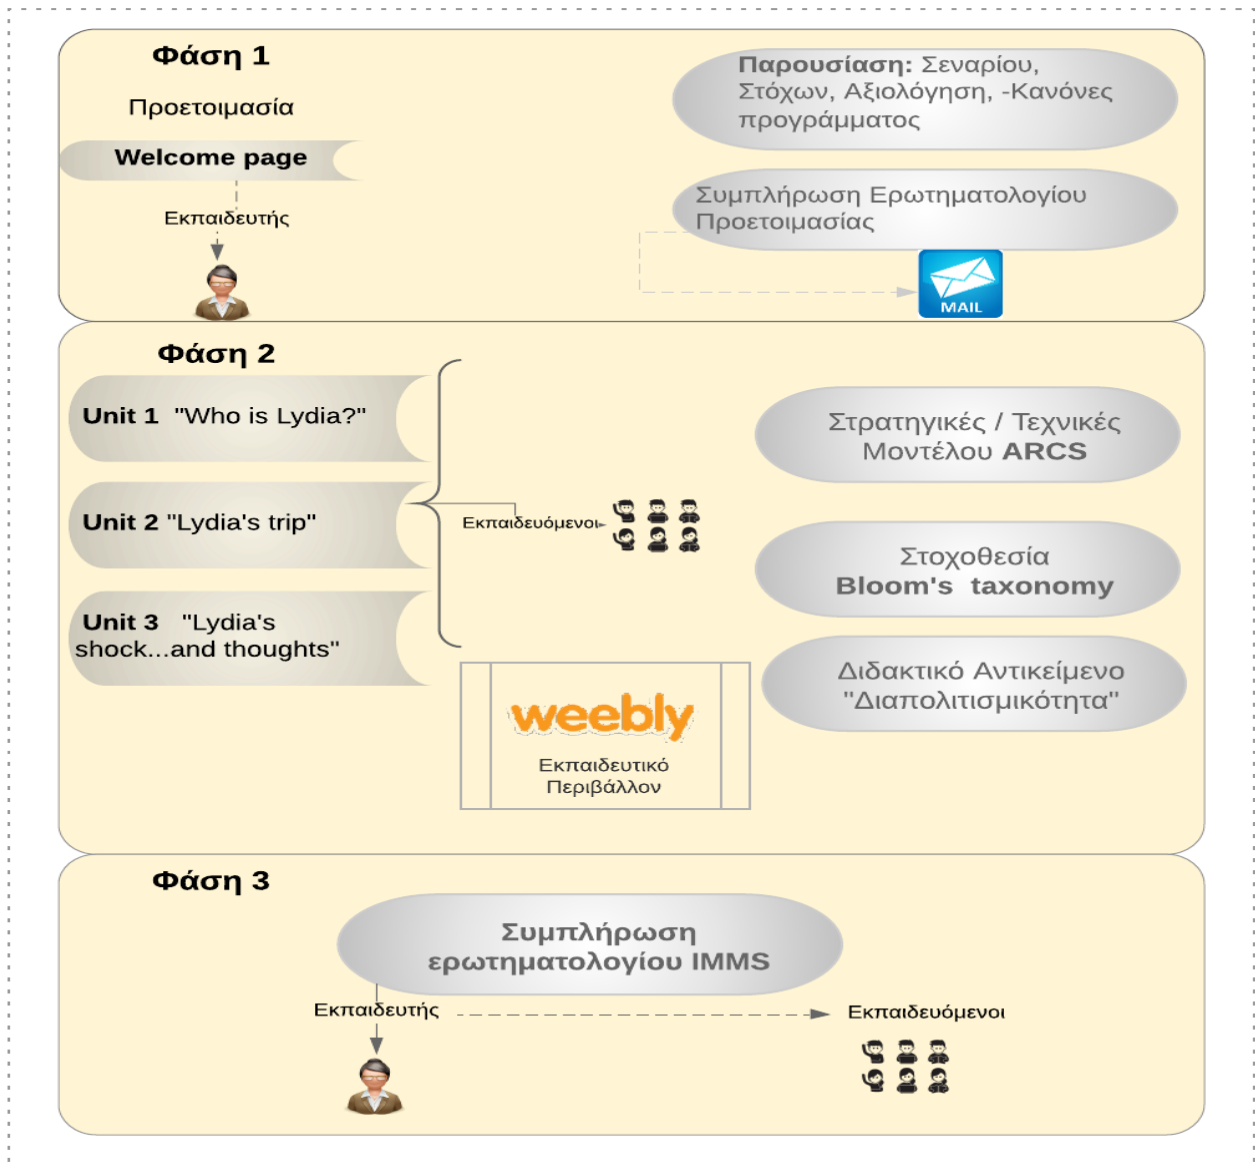 Φάση 1
Προετοιμασία
Welcome page
Εκπαιδευτής
Παρουσίαση: Σεναρίου,
Στόχων, Αξιολόγηση, -Κανόνες
προγράμματος
Συμπλήρωση Ερωτηματολογίου
Προετοιμασίας
MAIL
Φάση 2
Unit 1 "Who is Lydia?"
Unit 2 "Lydia's trip"
Unit 3 "Lydia's
shock...and thoughts"
Εκπαιδευόμενοι
Στρατηγικές / Τεχνικές
Μοντέλου ARCS
Στοχοθεσία
Bloom's taxonomy
Διδακτικό Αντικείμενο
"Διαπολιτισμικότητα"
weebly
Εκπαιδευτικό
Περιβάλλον
Φάση 3
Συμπλήρωση
ερωτηματολογίου IMMS
Εκπαιδευτής
Εκπαιδευόμενοι